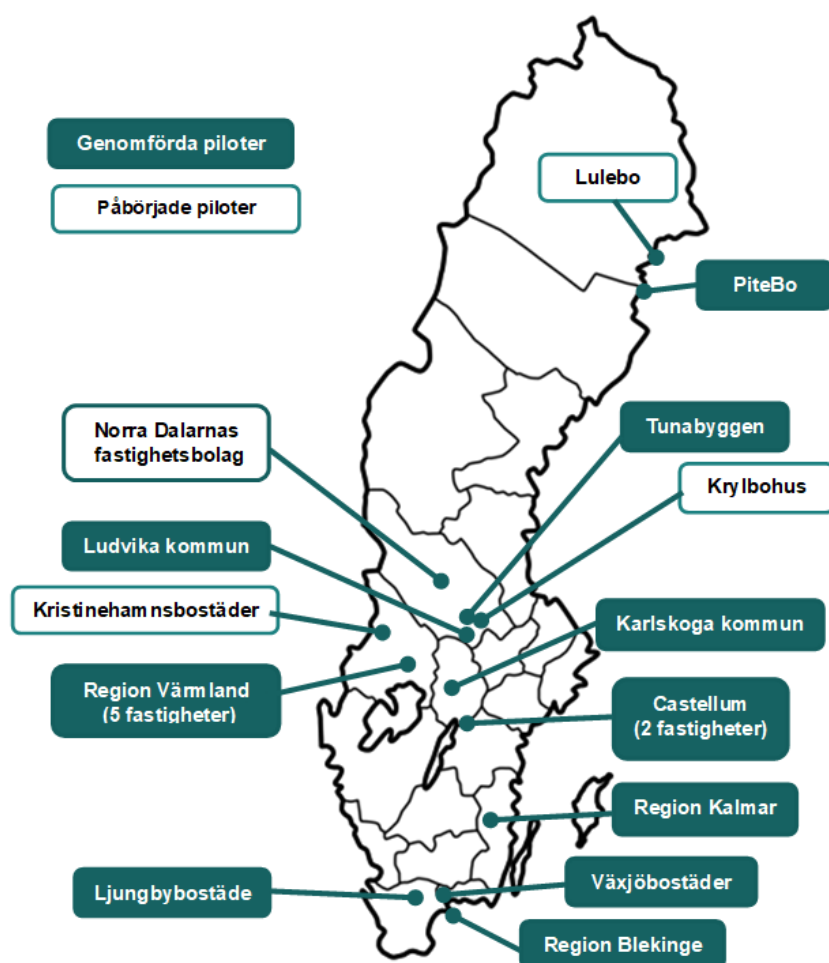 Genomförda piloter
Påbörjade piloter
Lulebo
PiteBo
Norra Dalarnas
fastighetsbolag
Tunabyggen
Krylbohus
Ludvika kommun
Kristinehamnsbostäder
Karlskoga kommun
Region Värmland
(5 fastigheter)
Castellum
(2 fastigheter)
Region Kalmar
Ljungbybostäde
Växjöbostäder
Region Blekinge